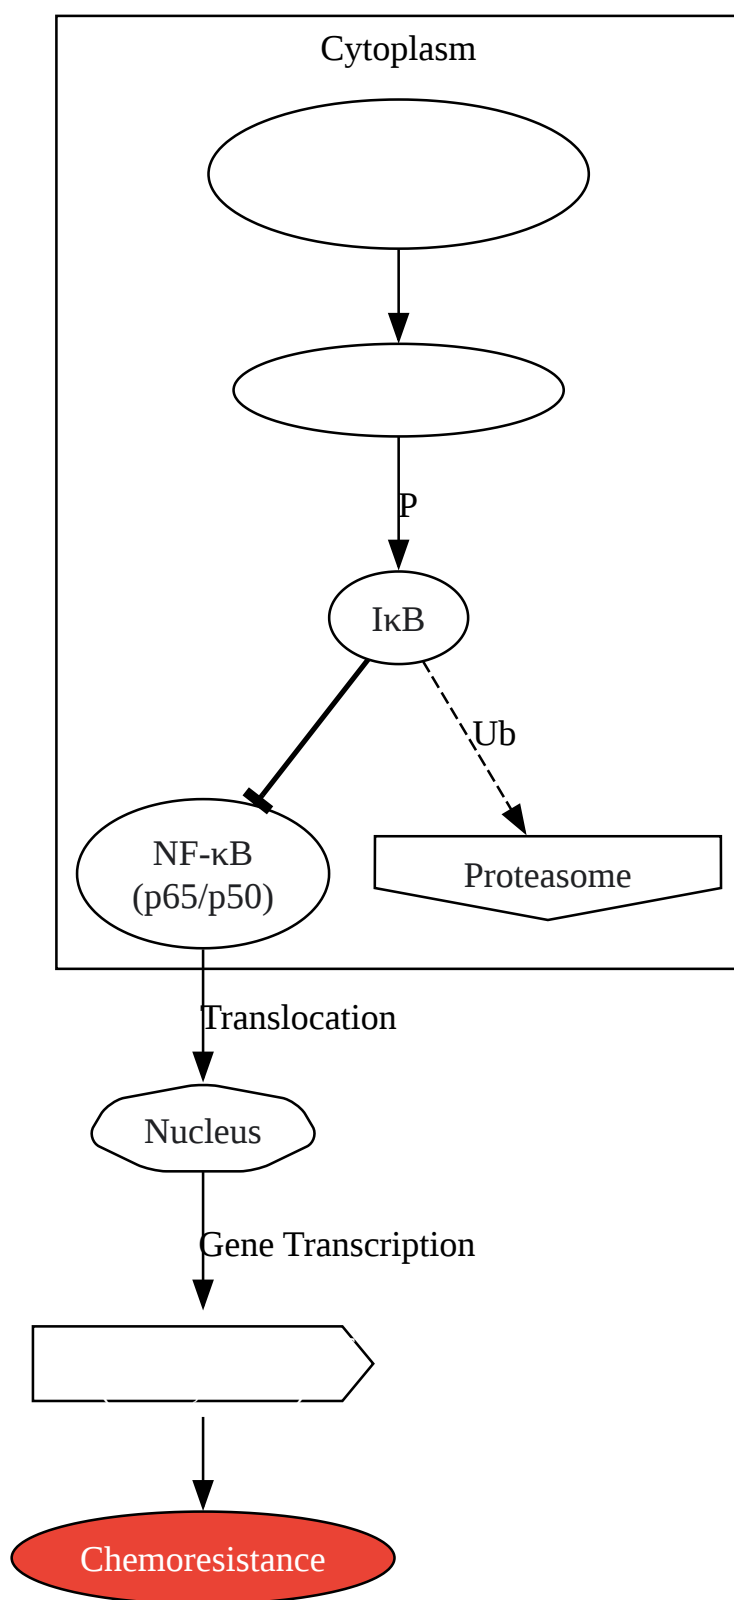 Cytoplasm
P
IκB
Ub
NF-κB
(p65/p50)
Proteasome
Translocation
Nucleus
Gene Transcription
Chemoresistance